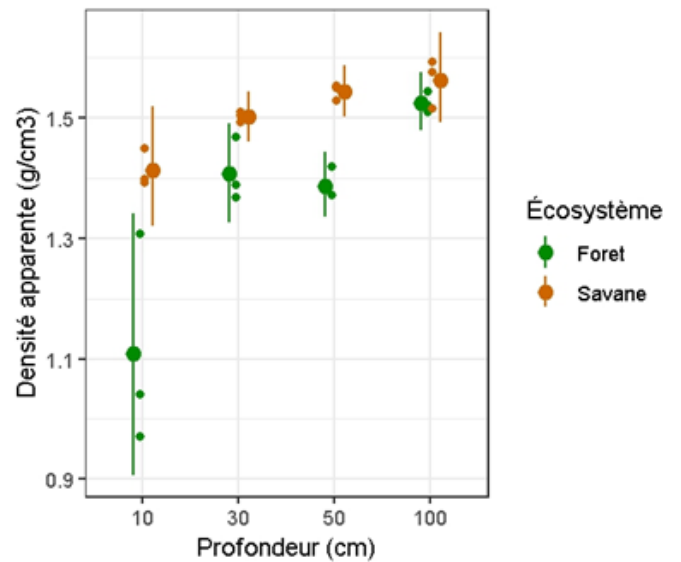 Densité apparente (g/cm3)
1.5
1.3
1.1
0.9
10 30 50 100
Profondeur (cm)
Écosystème
Foret
Savane